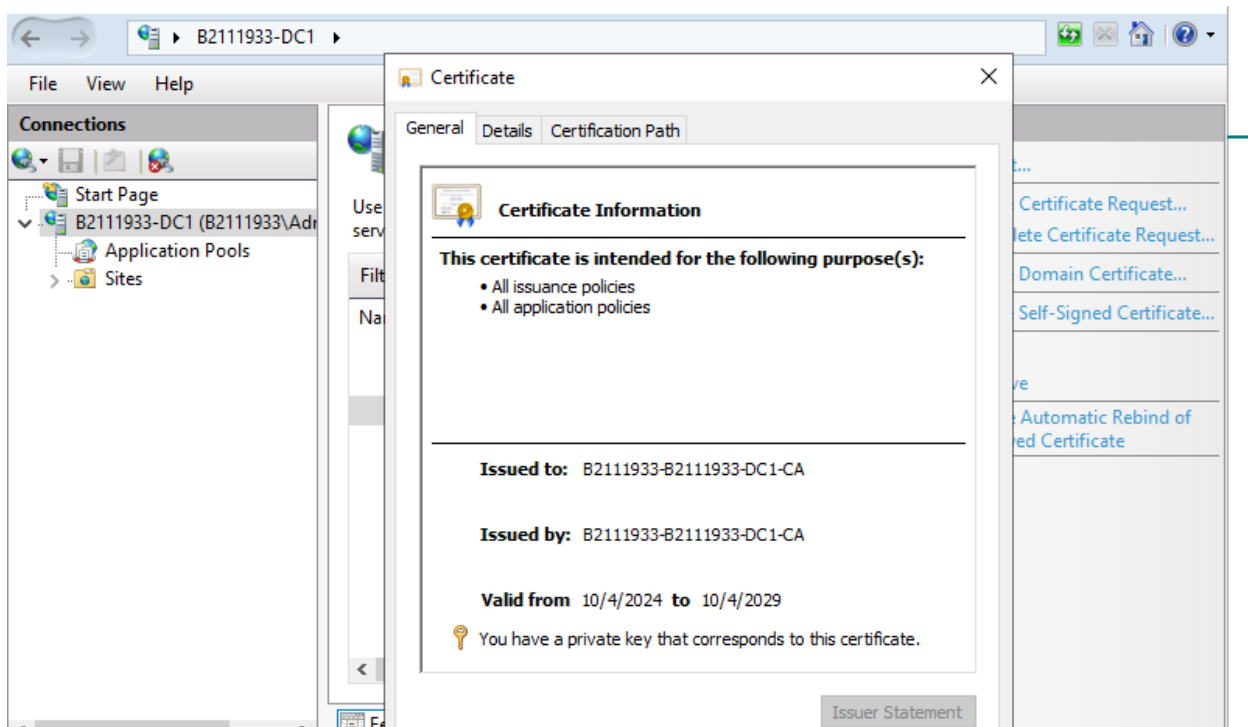 B2111933-DC1
File View Help
Certificate
Connections
General Details Certification Path
Start Page
B2111933-DC1 (B2111933\Adr
Application Pools
Sites
Use
serv
Filt
Na
Certificate Information
This certificate is intended for the following purpose(s):
• All issuance policies
• All application policies
Issued to: B2111933-B2111933-DC1-CA
Issued by: B2111933-B2111933-DC1-CA
Valid from 10/4/2024 to 10/4/2029
You have a private key that corresponds to this certificate.
Issuer Statement
t...
Certificate Request...
lete Certificate Request...
Domain Certificate...
Self-Signed Certificate...
ve
Automatic Rebind of
ved Certificate